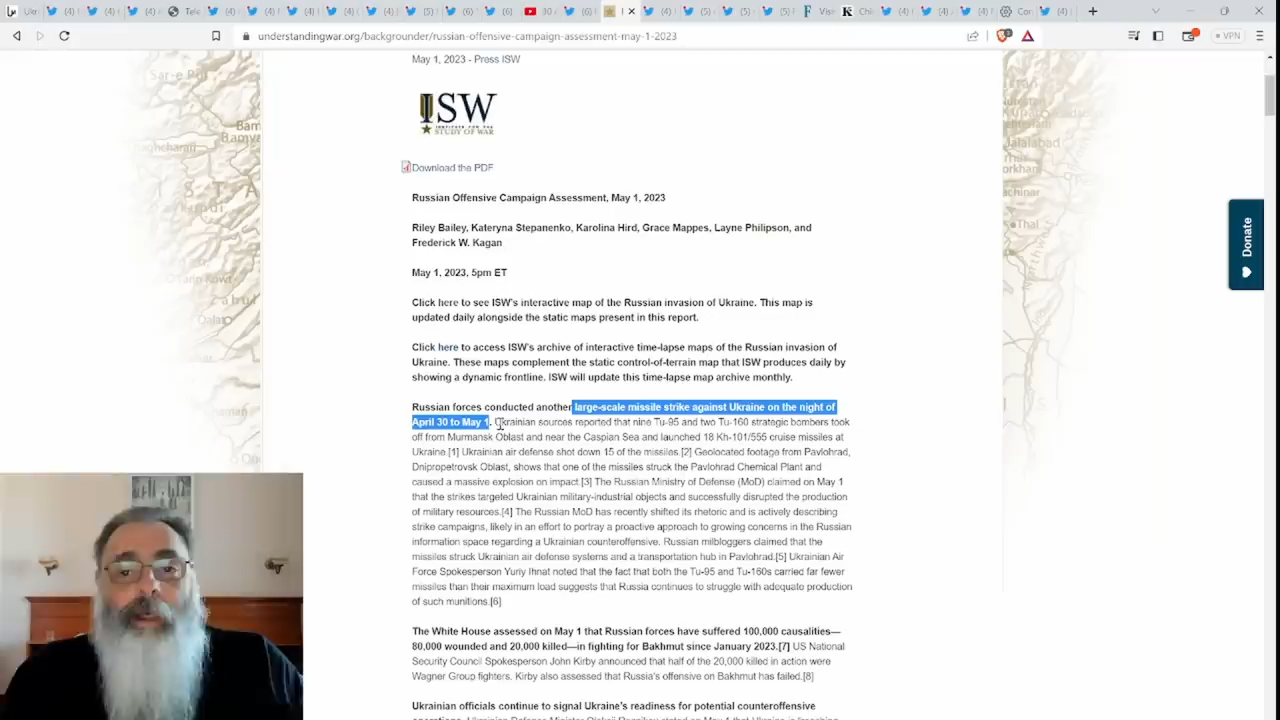 understandingwar.org/backgrounder/russian-offensive-campaign-assessment-may-1-2023
VPN
May 1, 2023 - Press ISW
ISW
INSTITUTE FOR THE
STUDY OF WAR
Download the PDF
Russian Offensive Campaign Assessment, May 1, 2023
Riley Bailey, Kateryna Stepanenko, Karolina Hird, Grace Mappes, Layne Philipson, and
Frederick W. Kagan
May 1, 2023, 5pm ET
Click here to see ISW's interactive map of the Russian invasion of Ukraine. This map is
updated daily alongside the static maps present in this report.
Click here to access ISW's archive of interactive time-lapse maps of the Russian invasion of
Ukraine. These maps complement the static control-of-terrain map that ISW produces daily by
showing a dynamic frontline. ISW will update this time-lapse map archive monthly.
Russian forces conducted another large-scale missile strike against Ukraine on the night of
April 30 to May 1. Ukrainian sources reported that nine Tu-95 and two Tu-160 strategic bombers took
off from Murmansk Oblast and near the Caspian Sea and launched 18 Kh-101/555 cruise missiles at
Ukraine.[1] Ukrainian air defense shot down 15 of the missiles.[2] Geolocated footage from Pavlohrad,
Dnipropetrovsk Oblast, shows that one of the missiles struck the Pavlohrad Chemical Plant and
caused a massive explosion on impact.[3] The Russian Ministry of Defense (MoD) claimed on May 1
that the strikes targeted Ukrainian military-industrial objects and successfully disrupted the production
of military resources.[4] The Russian MoD has recently shifted its rhetoric and is actively describing
strike campaigns, likely in an effort to portray a proactive approach to growing concerns in the Russian
information space regarding a Ukrainian counteroffensive. Russian milbloggers claimed that the
missiles struck Ukrainian air defense systems and a transportation hub in Pavlohrad.[5] Ukrainian Air
Force Spokesperson Yuriy Ihnat noted that the fact that both the Tu-95 and Tu-160s carried far fewer
missiles than their maximum load suggests that Russia continues to struggle with adequate production
of such munitions.[6]
The White House assessed on May 1 that Russian forces have suffered 100,000 causalities—
80,000 wounded and 20,000 killed—in fighting for Bakhmut since January 2023.[7] US National
Security Council Spokesperson John Kirby announced that half of the 20,000 killed in action were
Wagner Group fighters. Kirby also assessed that Russia's offensive on Bakhmut has failed.[8]
Ukrainian officials continue to signal Ukraine's readiness for potential counteroffensive
Donate